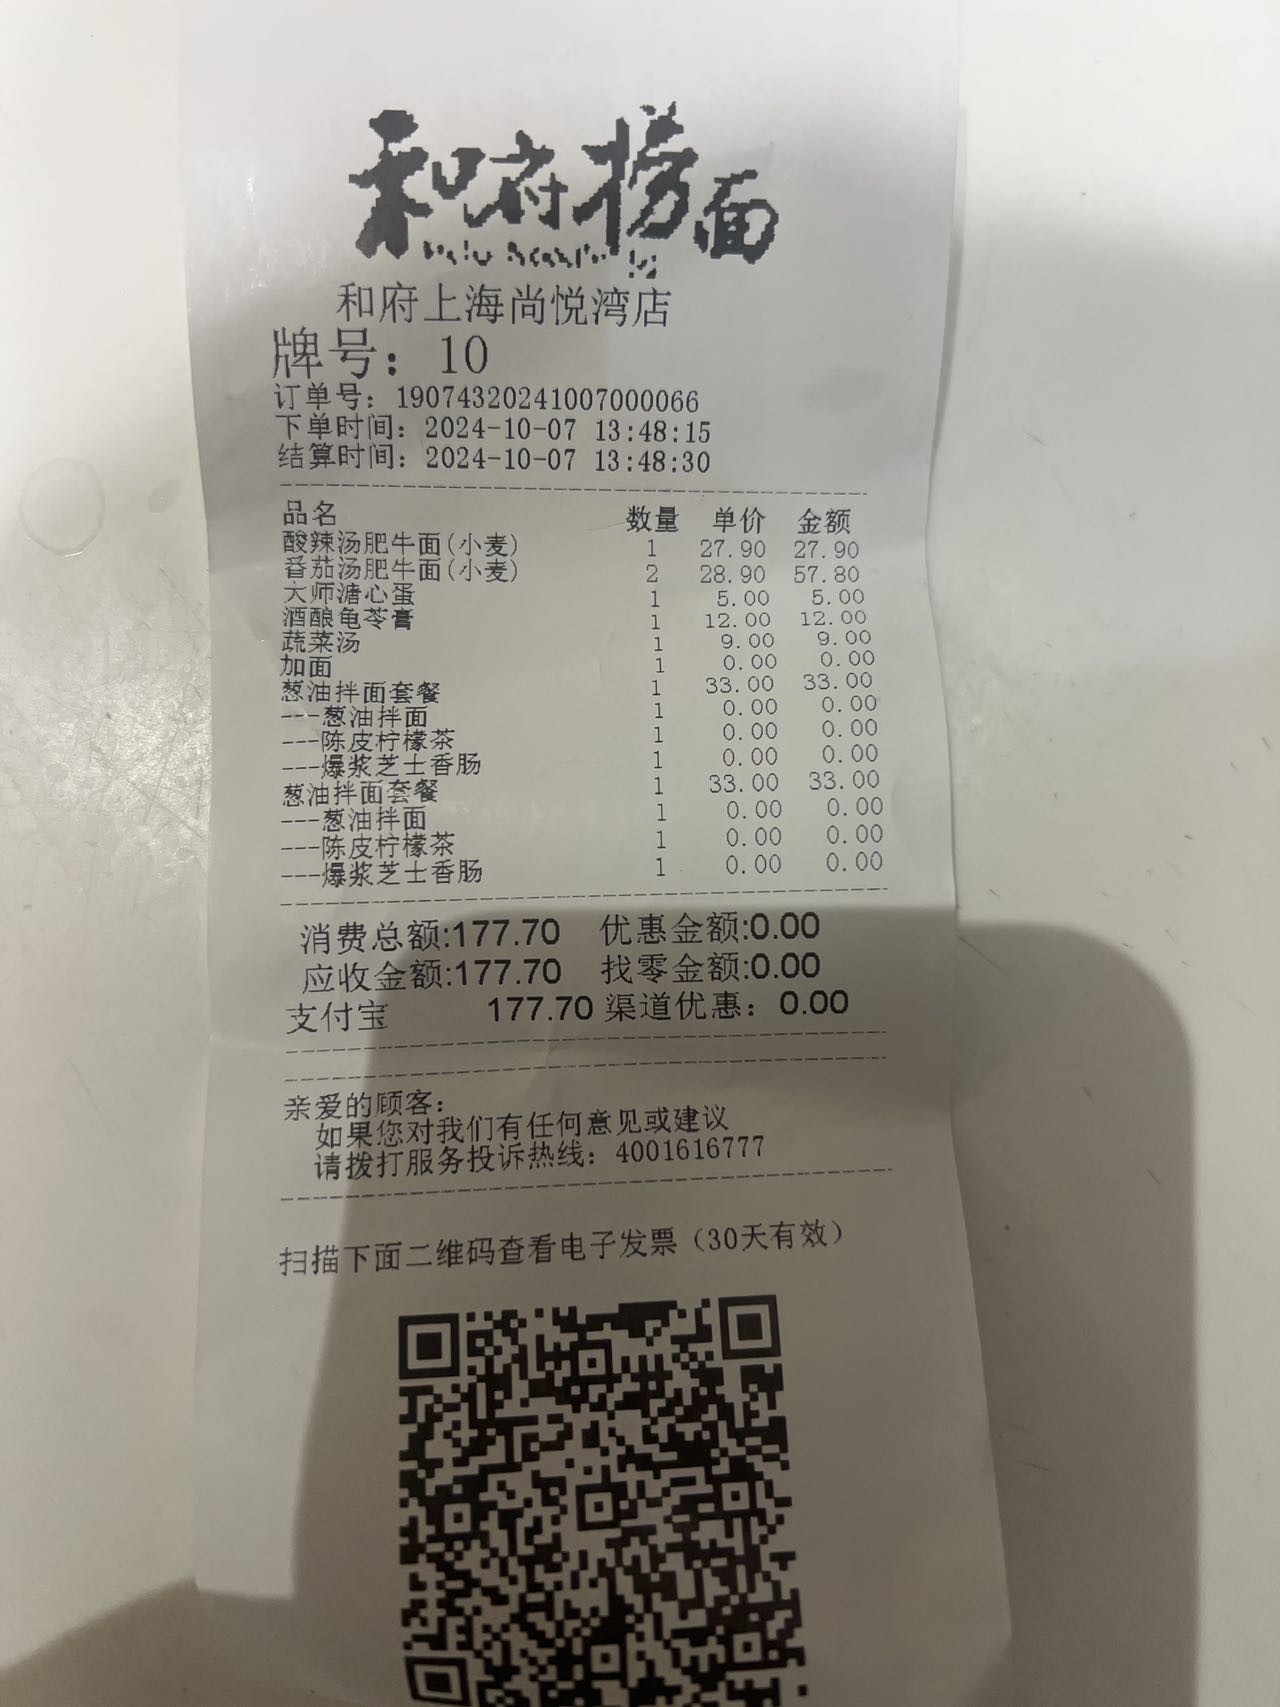 和府捞面
和府上海尚悦湾店
牌号：10
订单号：19074320241007000066
下单时间：2024-10-07 13:48:15
结算时间：2024-10-07 13:48:30
品名 数量 单价 金额
酸辣汤肥牛面(小麦) 1 27.90 27.90
番茄汤肥牛面(小麦) 2 28.90 57.80
大师溏心蛋 1 5.00 5.00
酒酿龟苓膏 1 12.00 12.00
蔬菜汤 1 9.00 9.00
加面 1 0.00 0.00
葱油拌面套餐 1 33.00 33.00
---葱油拌面 1 0.00 0.00
---陈皮柠檬茶 1 0.00 0.00
---爆浆芝士香肠 1 0.00 0.00
葱油拌面套餐 1 33.00 33.00
---葱油拌面 1 0.00 0.00
---陈皮柠檬茶 1 0.00 0.00
---爆浆芝士香肠 1 0.00 0.00
消费总额:177.70 优惠金额:0.00
应收金额:177.70 找零金额:0.00
支付宝 177.70 渠道优惠：0.00
亲爱的顾客：
如果您对我们有任何意见或建议
请拨打服务投诉热线：4001616777
扫描下面二维码查看电子发票（30天有效）